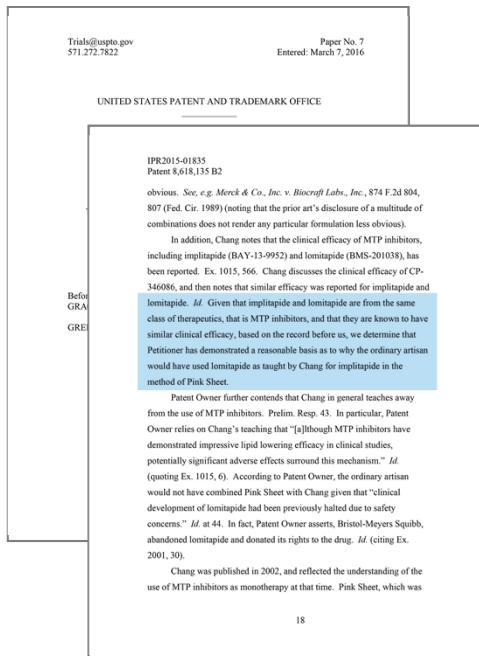 Trials@uspto.gov Paper No. 7
571.272.7822 Entered: March 7, 2016
UNITED STATES PATENT AND TRADEMARK OFFICE
Befor
GRA
GREI
IPR2015-01835
Patent 8,618,135 B2
obvious. See, e.g. Merck & Co., Inc. v. Biocraft Labs., Inc., 874 F.2d 804,
807 (Fed. Cir. 1989) (noting that the prior art's disclosure of a multitude of
combinations does not render any particular formulation less obvious).
In addition, Chang notes that the clinical efficacy of MTP inhibitors,
including implitapide (BAY-13-9952) and lomitapide (BMS-201038), has
been reported. Ex. 1015, 566. Chang discusses the clinical efficacy of CP-
346086, and then notes that similar efficacy was reported for implitapide and
lomitapide. Id. Given that implitapide and lomitapide are from the same
class of therapeutics, that is MTP inhibitors, and that they are known to have
similar clinical efficacy, based on the record before us, we determine that
Petitioner has demonstrated a reasonable basis as to why the ordinary artisan
would have used lomitapide as taught by Chang for implitapide in the
method of Pink Sheet.
Patent Owner further contends that Chang in general teaches away
from the use of MTP inhibitors. Prelim. Resp. 43. In particular, Patent
Owner relies on Chang's teaching that "[a]lthough MTP inhibitors have
demonstrated impressive lipid lowering efficacy in clinical studies,
potentially significant adverse effects surround this mechanism." Id.
(quoting Ex. 1015, 6). According to Patent Owner, the ordinary artisan
would not have combined Pink Sheet with Chang given that "clinical
development of lomitapide had been previously halted due to safety
concerns." Id. at 44. In fact, Patent Owner asserts, Bristol-Meyers Squibb,
abandoned lomitapide and donated its rights to the drug. Id. (citing Ex.
2001, 30).
Chang was published in 2002, and reflected the understanding of the
use of MTP inhibitors as monotherapy at that time. Pink Sheet, which was
18